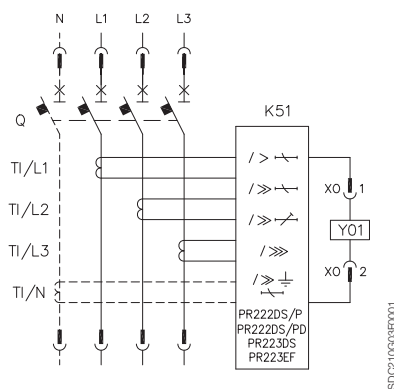 N L1 L2 L3
K51
Q
TI/L1
/>
/≫
X0 1
TI/L2
/≫
Y01
TI/L3
/⋙
X0 2
TI/N
/≫
PR222DS/P
PR222DS/PD
PR223DS
PR223EF